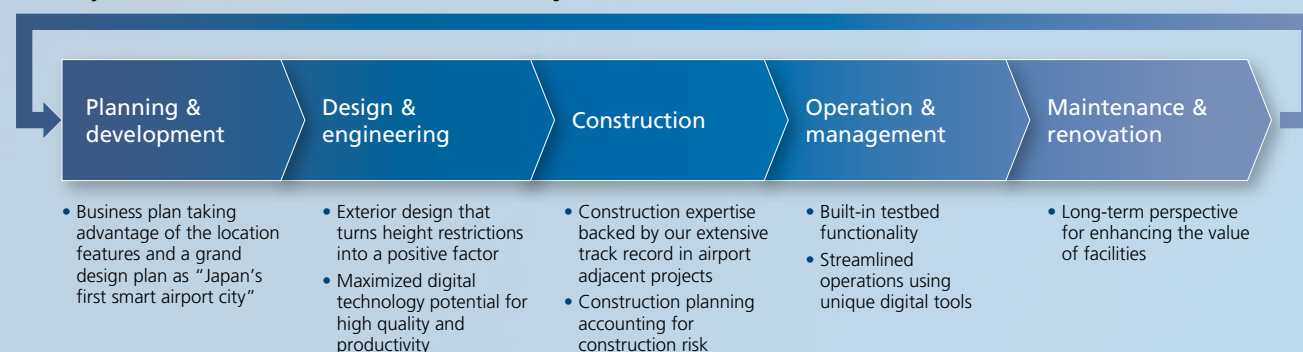 Planning &
development
Design &
engineering
Construction
Operation &
management
Maintenance &
renovation
• Business plan taking
advantage of the location
features and a grand
design plan as “Japan’s
first smart airport city”
• Exterior design that
turns height restrictions
into a positive factor
• Maximized digital
technology potential for
high quality and
productivity
• Construction expertise
backed by our extensive
track record in airport
adjacent projects
• Construction planning
accounting for
construction risk
• Built-in testbed
functionality
• Streamlined
operations using
unique digital tools
• Long-term perspective
for enhancing the value
of facilities